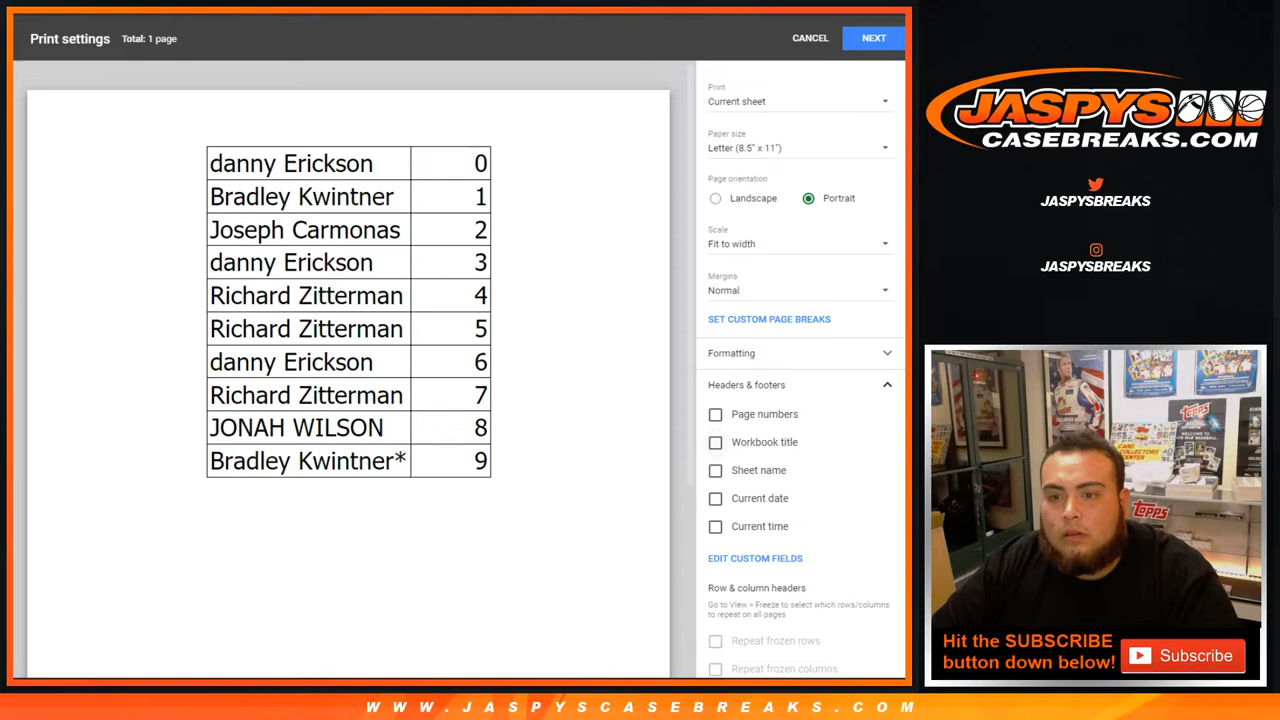 Print settings Total: 1 page CANCEL NEXT
danny Erickson 0
Bradley Kwintner 1
Joseph Carmonas 2
danny Erickson 3
Richard Zitterman 4
Richard Zitterman 5
danny Erickson 6
Richard Zitterman 7
JONAH WILSON 8
Bradley Kwintner* 9
Print
Current sheet
Paper size
Letter (8.5" x 11")
Page orientation
Landscape Portrait
Scale
Fit to width
Margins
Normal
SET CUSTOM PAGE BREAKS
Formatting
Headers & footers
Page numbers
Workbook title
Sheet name
Current date
Current time
EDIT CUSTOM FIELDS
Row & column headers
Go to View > Freeze to select which rows/columns
to repeat on all pages
Repeat frozen rows
Repeat frozen columns
JASPYS
CASEBREAKS.COM
JASPYSBREAKS
JASPYSBREAKS
topps
topps
Hit the SUBSCRIBE
button down below!
Subscribe
WWW.JASPYSCASEBREAKS.COM